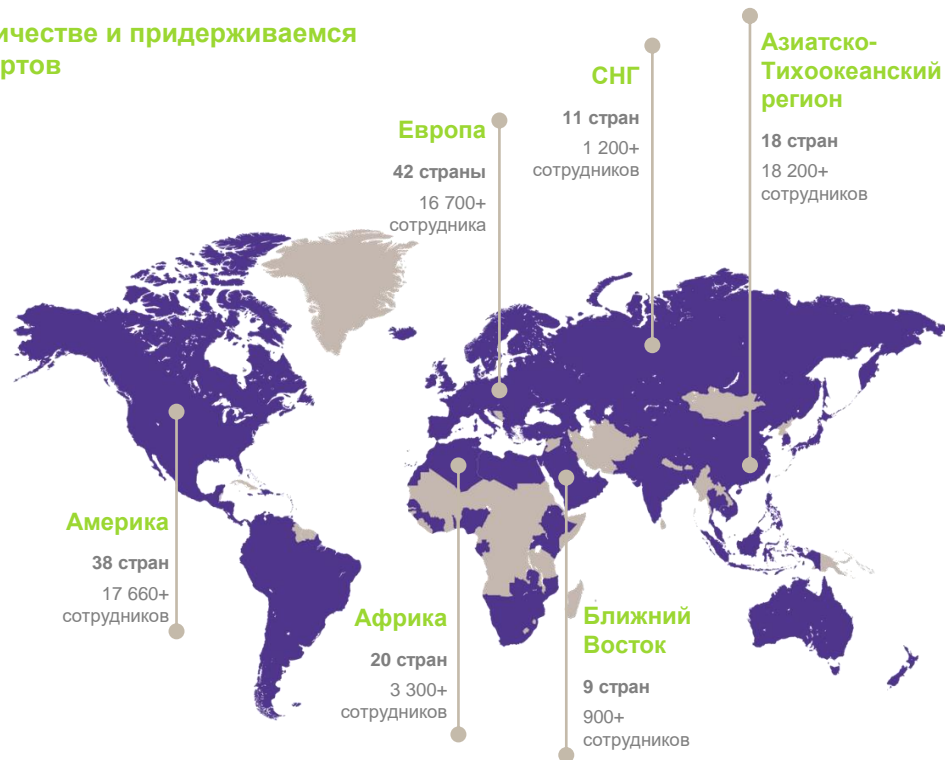 ичестве и придерживаемся
ртов
Азиатско-
Тихоокеанский
регион
18 стран
18 200+
сотрудников
СНГ
11 стран
1 200+
сотрудников
Европа
42 страны
16 700+
сотрудника
Америка
38 стран
17 660+
сотрудников
Африка
20 стран
3 300+
сотрудников
Ближний
Восток
9 стран
900+
сотрудников